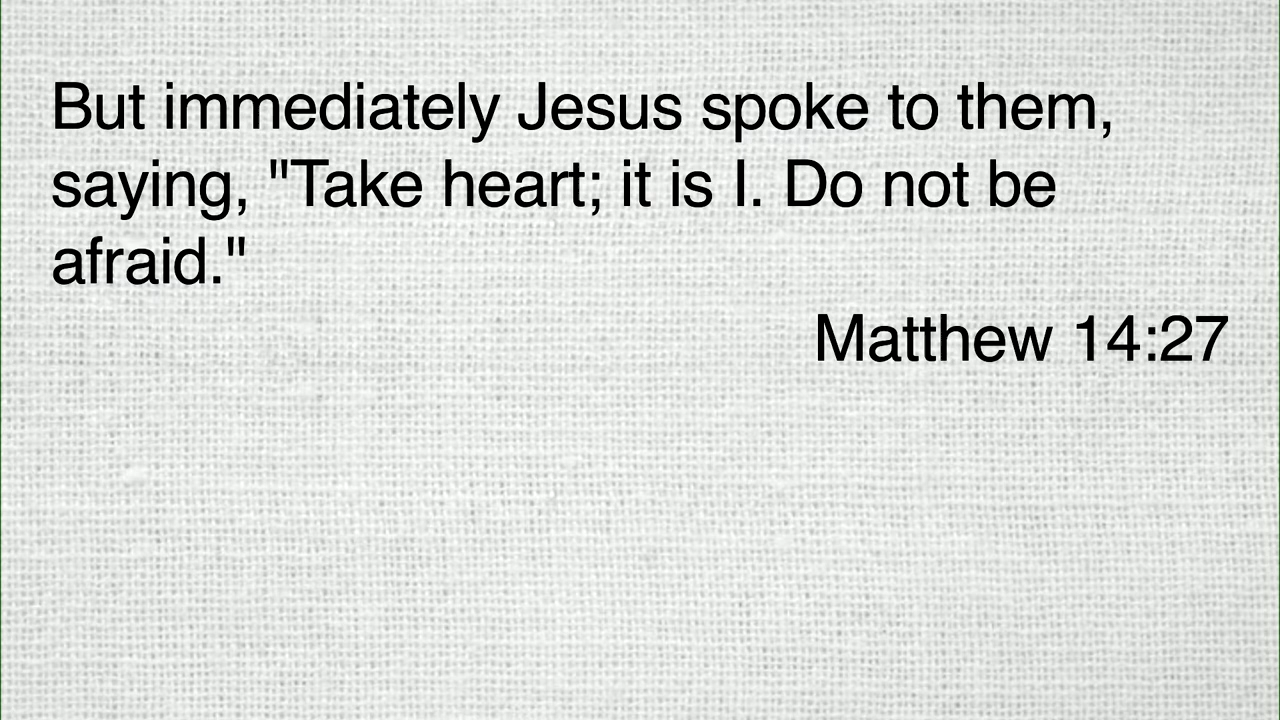 But immediately Jesus spoke to them,
saying, "Take heart; it is I. Do not be
afraid."
Matthew 14:27